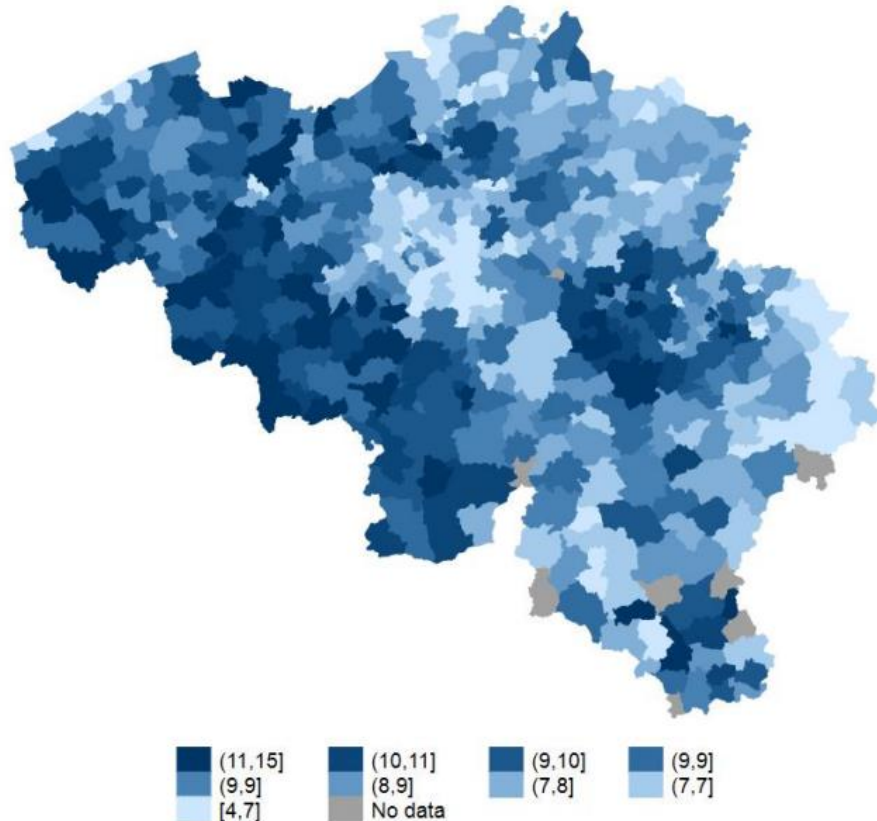 (11,15] (10,11] (9,10] (9,9]
(9,9] (8,9] (7,8] (7,7]
[4,7] No data